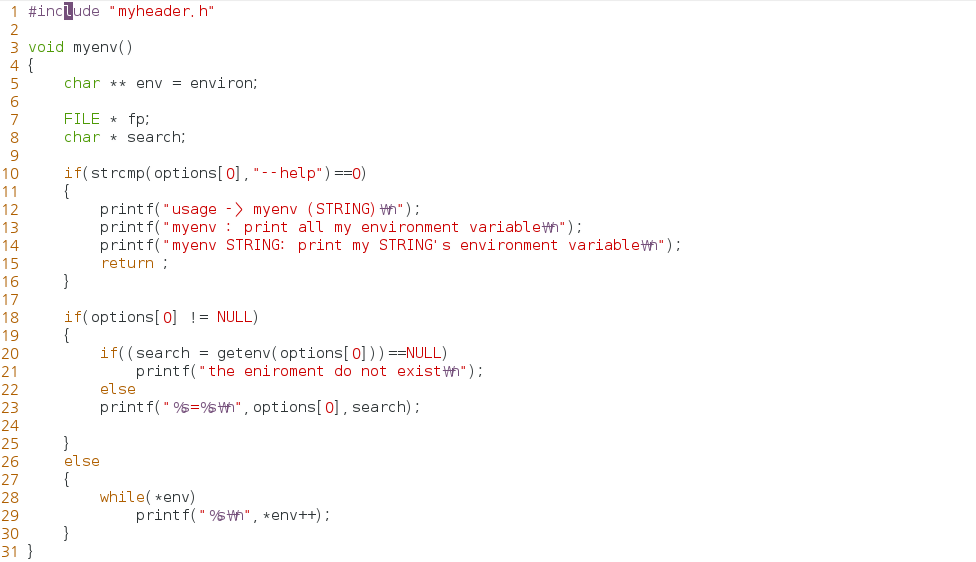 1 #include "myheader.h"
2
3 void myenv()
4 {
5     char ** env = environ;
6
7     FILE * fp;
8     char * search;
9
10     if(strcmp(options[0],"--help")==0)
11     {
12         printf("usage -> myenv (STRING)₩n");
13         printf("myenv : print all my environment variable₩n");
14         printf("myenv STRING: print my STRING's environment variable₩n");
15         return ;
16     }
17
18     if(options[0] != NULL)
19     {
20         if((search = getenv(options[0]))==NULL)
21             printf("the eniroment do not exist₩n");
22         else
23         printf("%s=%s₩n",options[0],search);
24
25     }
26     else
27     {
28         while(*env)
29             printf("%s₩n",*env++);
30     }
31 }